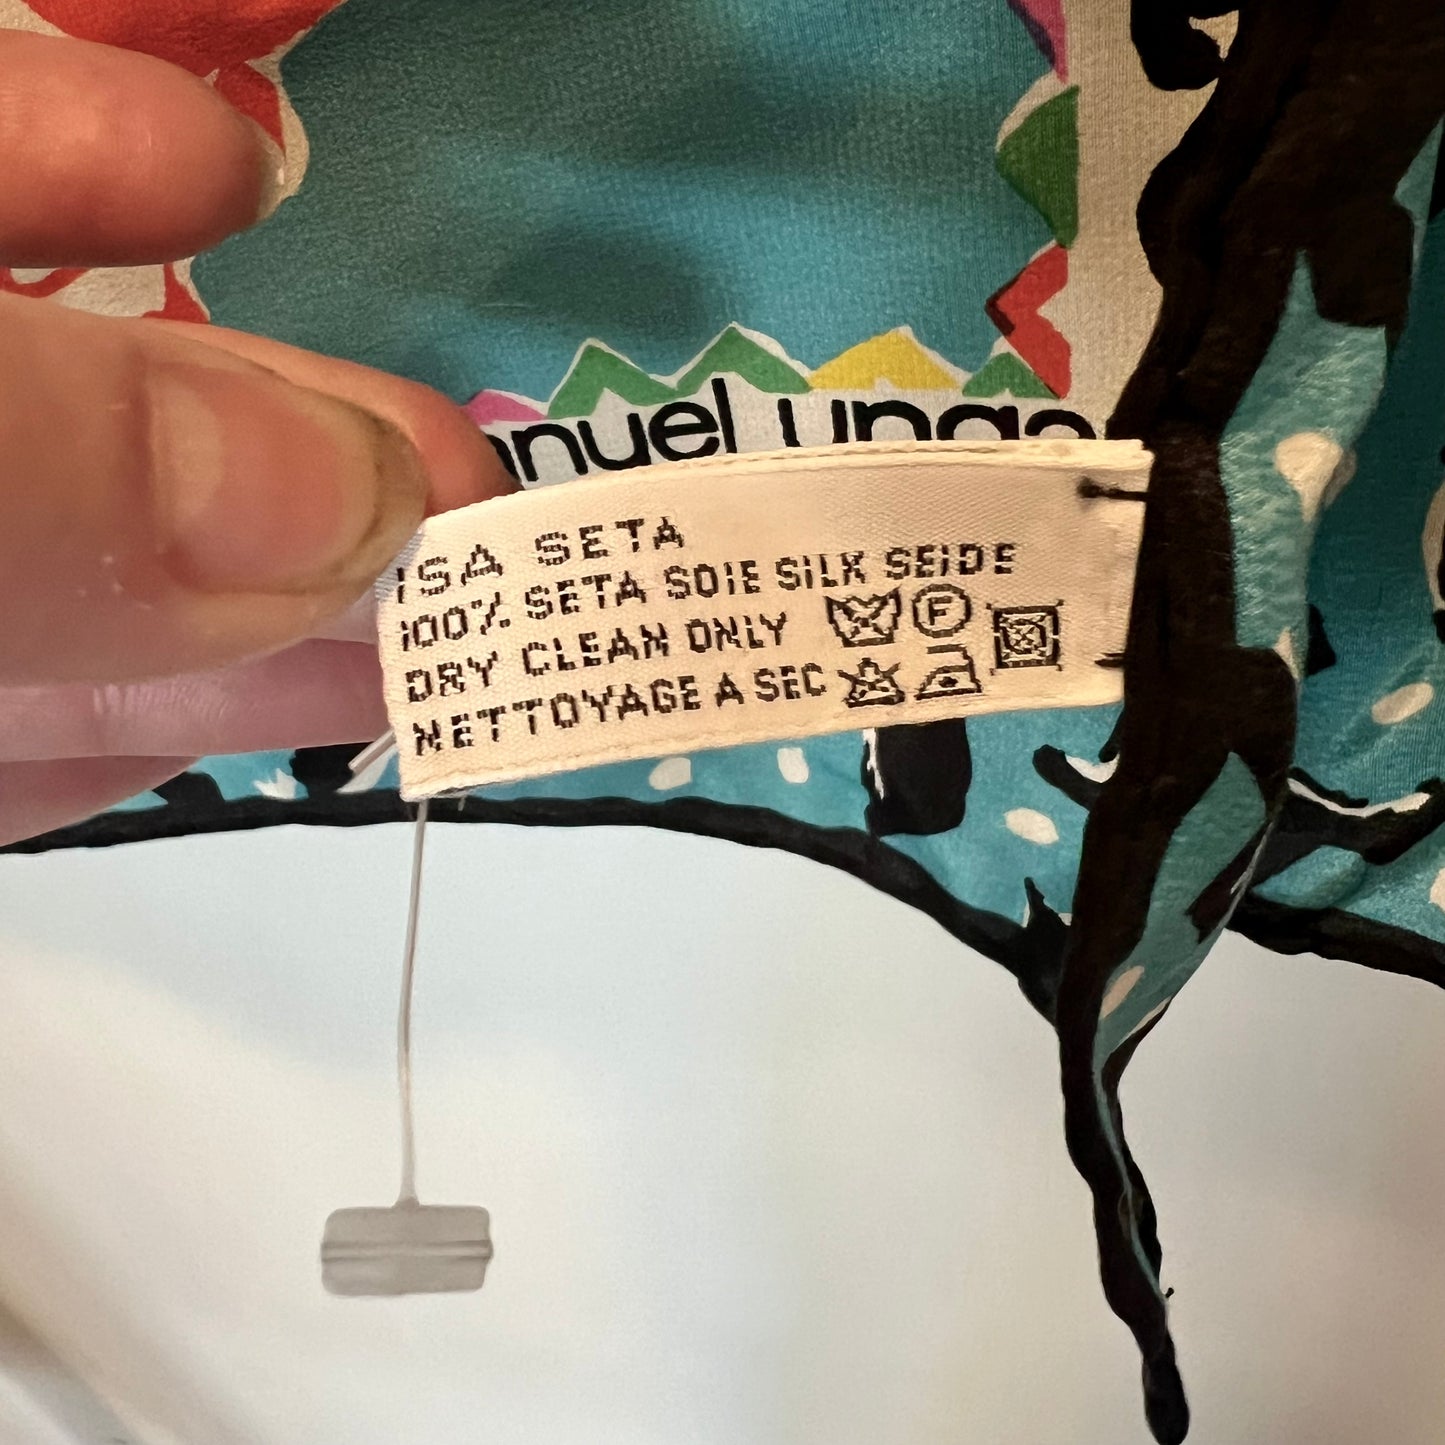 anuel unga
ISA SETA
100% SETA SOIE SILK SEIDE
DRY CLEAN ONLY
F
NETTOYAGE A SEC